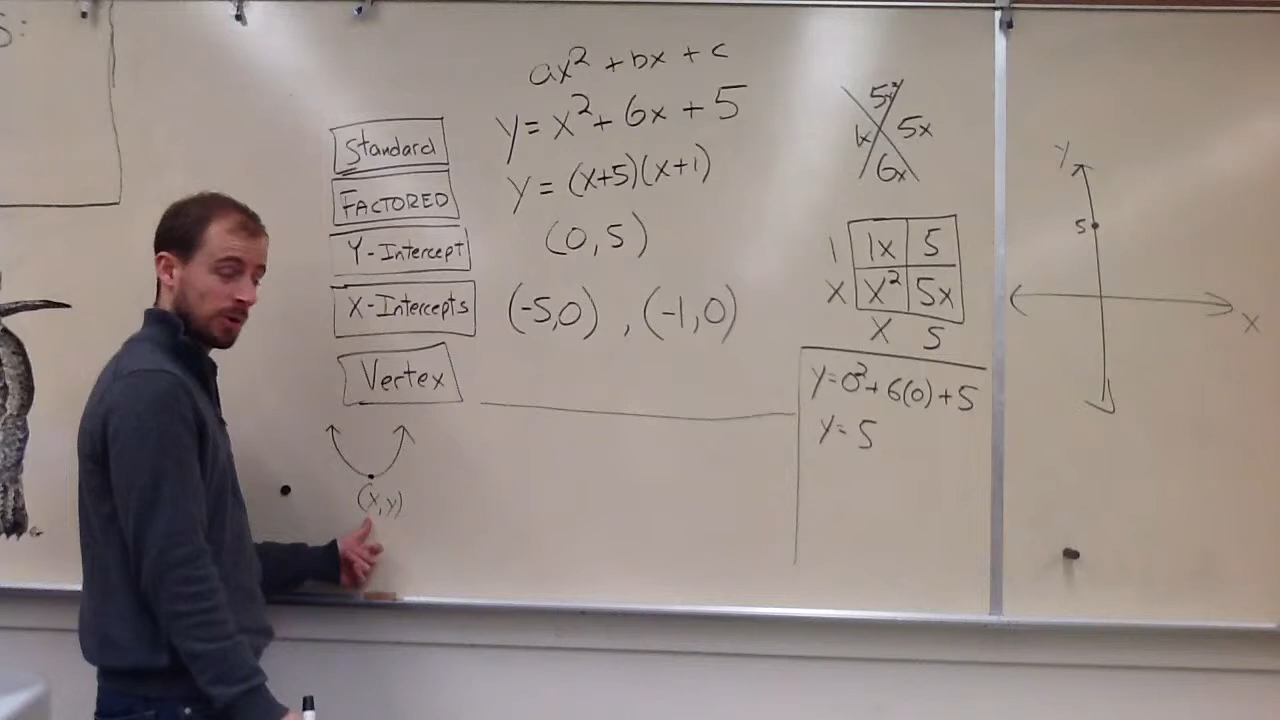 S:
ax² + bx + c
Standard y = x² + 6x + 5
FACTORED y = (x+5)(x+1)
Y-Intercept (0,5)
X-Intercepts (-5,0) , (-1,0)
Vertex
(x,y)
5x²
1x 5x
6x
1 1x 5
x x² 5x
x 5
y=0²+6(0)+5
y=5
y
5
x